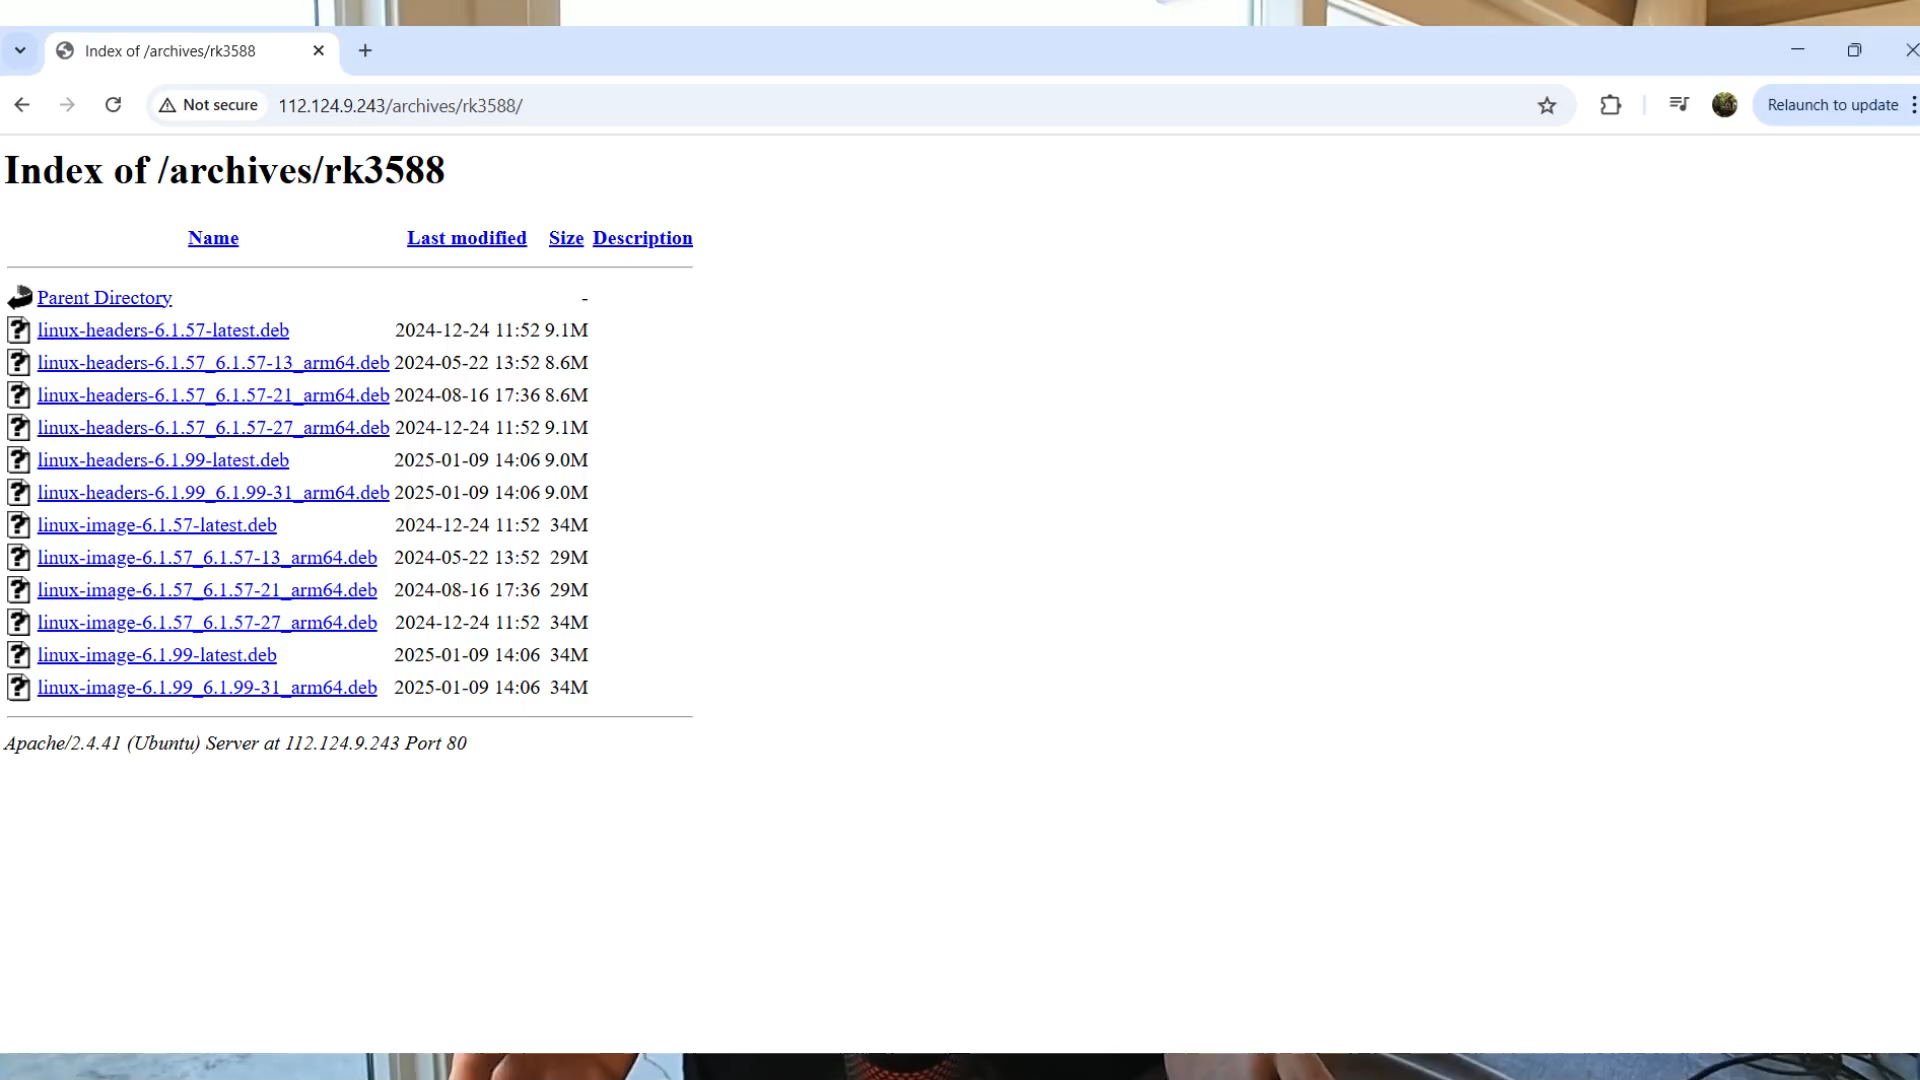 Index of /archives/rk3588
Not secure 112.124.9.243/archives/rk3588/ Relaunch to update
Index of /archives/rk3588
Name Last modified Size Description
Parent Directory -
linux-headers-6.1.57-latest.deb 2024-12-24 11:52 9.1M
linux-headers-6.1.57_6.1.57-13_arm64.deb 2024-05-22 13:52 8.6M
linux-headers-6.1.57_6.1.57-21_arm64.deb 2024-08-16 17:36 8.6M
linux-headers-6.1.57_6.1.57-27_arm64.deb 2024-12-24 11:52 9.1M
linux-headers-6.1.99-latest.deb 2025-01-09 14:06 9.0M
linux-headers-6.1.99_6.1.99-31_arm64.deb 2025-01-09 14:06 9.0M
linux-image-6.1.57-latest.deb 2024-12-24 11:52 34M
linux-image-6.1.57_6.1.57-13_arm64.deb 2024-05-22 13:52 29M
linux-image-6.1.57_6.1.57-21_arm64.deb 2024-08-16 17:36 29M
linux-image-6.1.57_6.1.57-27_arm64.deb 2024-12-24 11:52 34M
linux-image-6.1.99-latest.deb 2025-01-09 14:06 34M
linux-image-6.1.99_6.1.99-31_arm64.deb 2025-01-09 14:06 34M
Apache/2.4.41 (Ubuntu) Server at 112.124.9.243 Port 80